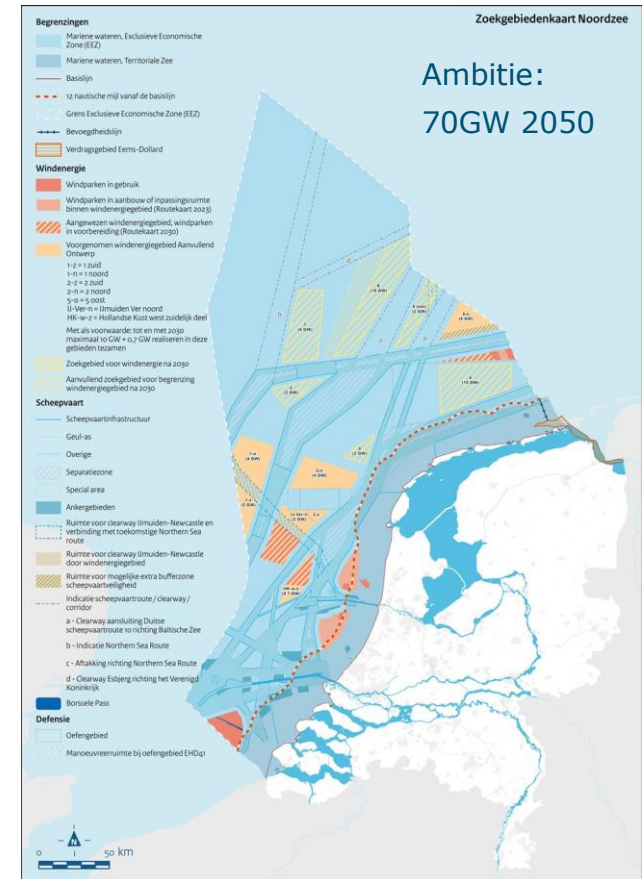 Zoekgebiedenkaart Noordzee
Ambitie:
70GW 2050
Begrenzingen
Mariene wateren, Exclusieve Economische
Zone (EEZ)
Mariene wateren, Territoriale Zee
Basislijn
12 nautische mijl vanaf de basislijn
Grens Exclusieve Economische Zone (EEZ)
Bevoegdheidslijn
Verdragsgebied Eems-Dollard
Windenergie
Windparken in gebruik
Windparken in aanbouw of inpassingsruimte
binnen windenergiegebied (Routekaart 2023)
Aangewezen windenergiegebied, windparken
in voorbereiding (Routekaart 2030)
Voorgenomen windenergiegebied Aanvullend
Ontwerp
1-z = 1 zuid
1-n = 1 noord
2-z = 2 zuid
2-n = 2 noord
5-o = 5 oost
IJ-Ver-n = IJmuiden Ver noord
HK-w-z = Hollandse Kust west zuidelijk deel
Met als voorwaarde: tot en met 2030
maximaal 10 GW + 0,7 GW realiseren in deze
gebieden tezamen
Zoekgebied voor windenergie na 2030
Aanvullend zoekgebied voor begrenzing
windenergiegebied na 2030
Scheepvaart
Scheepvaartinfrastructuur
Geul-as
Overige
Separatiezone
Special area
Ankergebieden
Ruimte voor clearway IJmuiden-Newcastle en
verbinding met toekomstige Northern Sea
route
Ruimte voor clearway IJmuiden-Newcastle
door windenergiegebied
Ruimte voor mogelijke extra bufferzone
scheepvaartveiligheid
Indicatie scheepvaartroute / clearway /
corridor
a - Clearway aansluiting Duitse
scheepvaartroute 10 richting Baltische Zee
b - Indicatie Northern Sea Route
c - Aftakking richting Northern Sea Route
d - Clearway Esbjerg richting het Verenigd
Koninkrijk
Borssele Pass
Defensie
Oefengebied
Manoeuvreerruimte bij oefengebied EHD41
N
0 50 km